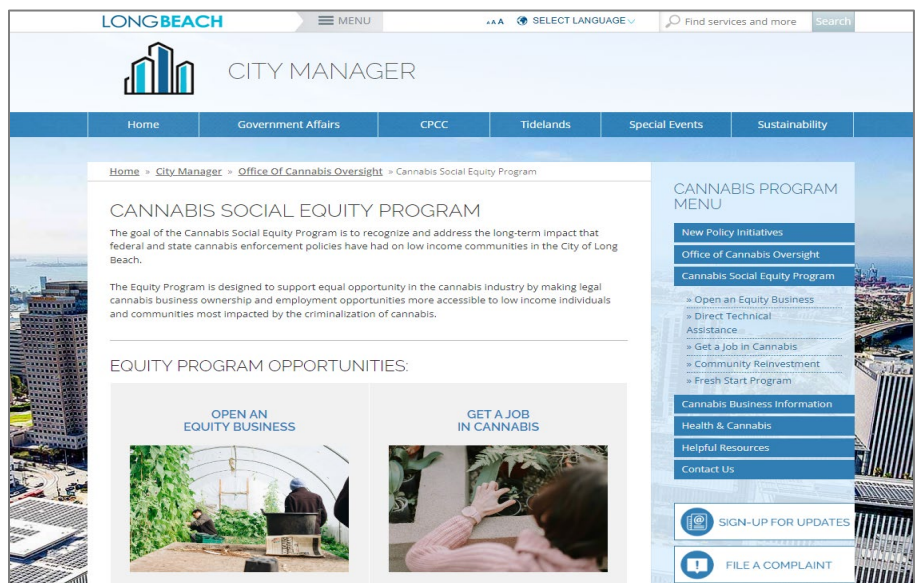 LONGBEACH
MENU
AAA
SELECT LANGUAGE
Find services and more
Search
CITY MANAGER
Home
Government Affairs
CPCC
Tidelands
Special Events
Sustainability
Home » City Manager » Office Of Cannabis Oversight » Cannabis Social Equity Program
CANNABIS SOCIAL EQUITY PROGRAM
The goal of the Cannabis Social Equity Program is to recognize and address the long-term impact that
federal and state cannabis enforcement policies have had on low income communities in the City of Long
Beach.
The Equity Program is designed to support equal opportunity in the cannabis industry by making legal
cannabis business ownership and employment opportunities more accessible to low income individuals
and communities most impacted by the criminalization of cannabis.
EQUITY PROGRAM OPPORTUNITIES:
OPEN AN
EQUITY BUSINESS
GET A JOB
IN CANNABIS
CANNABIS PROGRAM
MENU
New Policy Initiatives
Office of Cannabis Oversight
Cannabis Social Equity Program
» Open an Equity Business
» Direct Technical
Assistance
» Get a Job in Cannabis
» Community Reinvestment
» Fresh Start Program
Cannabis Business Information
Health & Cannabis
Helpful Resources
Contact Us
SIGN-UP FOR UPDATES
FILE A COMPLAINT